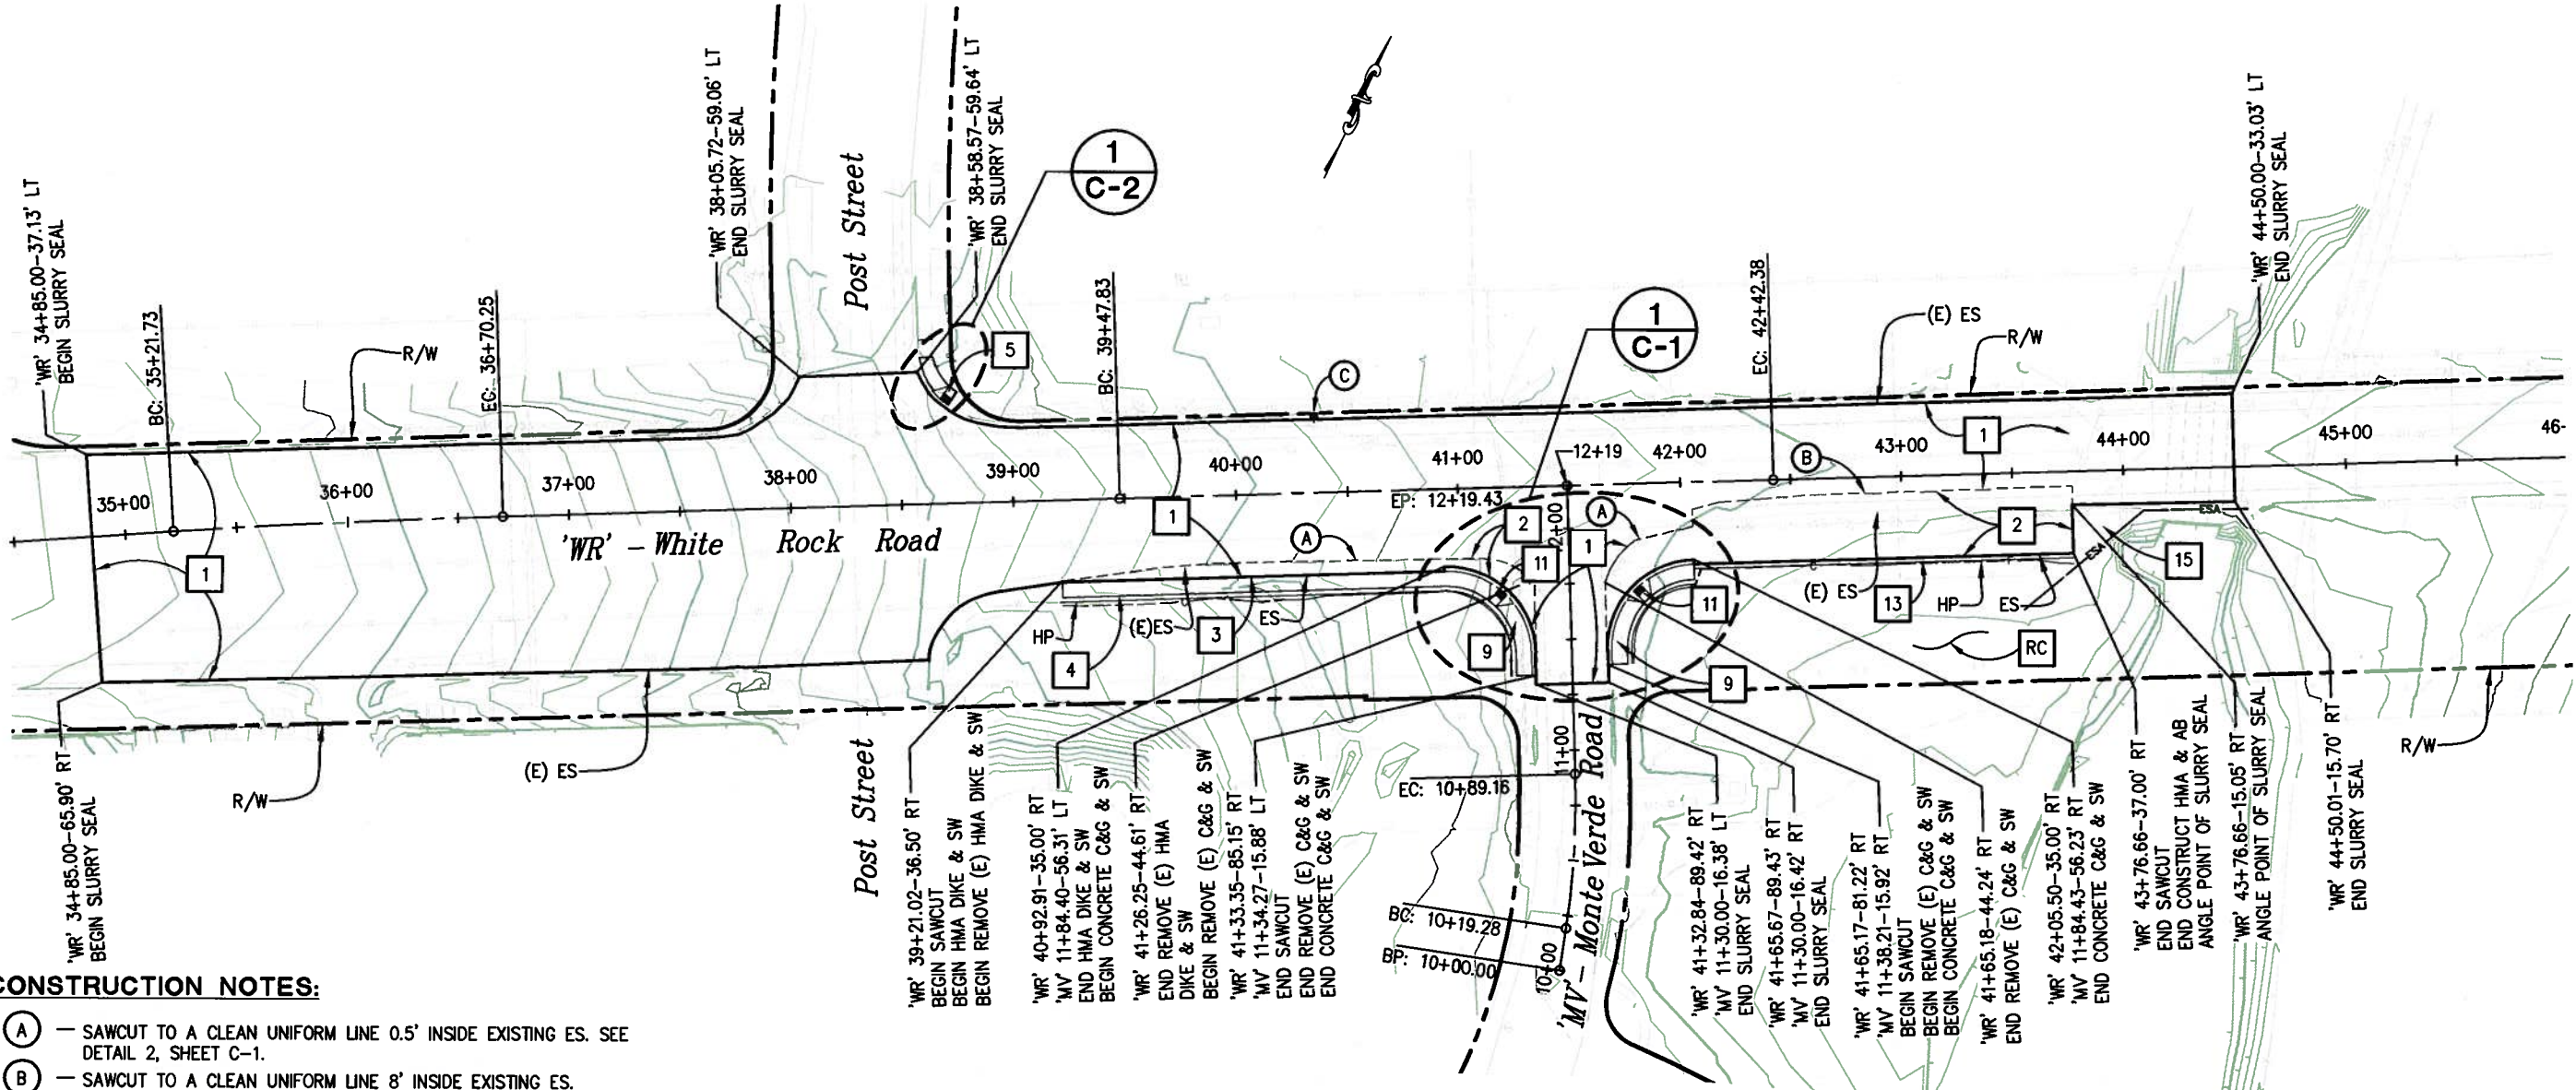 'WR' 34+85.00-37.13' LT
BEGIN SLURRY SEAL
BC: 35+21.73
R/W
EC: 36+70.25
'WR' 38+05.72-59.06' LT
END SLURRY SEAL
Post Street
'WR' 38+58.57-59.64' LT
END SLURRY SEAL
1
C-2
5
BC: 39+47.83
C
1
C-1
EC: 42+42.38
(E) ES
R/W
'WR' 44+50.00-33.03' LT
END SLURRY SEAL
35+00
36+00
37+00
38+00
39+00
40+00
41+00
12+19
42+00
43+00
44+00
45+00
46-
1
'WR' - White Rock Road
1
A
EP: 12+19.43
2
11
12+00
1
A
B
1
2
ESA
ESA
15
HP
4
(E)ES
3
ES
9
11
9
(E) ES
13
HP
ES
RC
'WR' 34+85.00-65.90' RT
BEGIN SLURRY SEAL
R/W
(E) ES
Post Street
'WR' 39+21.02-36.50' RT
BEGIN SAWCUT
BEGIN HMA DIKE & SW
BEGIN REMOVE (E) HMA DIKE & SW
'WR' 40+92.91-35.00' RT
'MV' 11+84.40-56.31' LT
END HMA DIKE & SW
BEGIN CONCRETE C&G & SW
'WR' 41+26.25-44.61' RT
END REMOVE (E) HMA
DIKE & SW
BEGIN REMOVE (E) C&G & SW
'WR' 41+33.35-85.15' RT
'MV' 11+34.27-15.88' LT
END SAWCUT
END REMOVE (E) C&G & SW
END CONCRETE C&G & SW
EC: 10+89.16
BC: 10+19.28
BP: 10+00.00
10+00
11+00
'MV' - Monte Verde Road
'WR' 41+32.84-89.42' RT
'MV' 11+30.00-16.38' LT
END SLURRY SEAL
'WR' 41+65.67-89.43' RT
'MV' 11+30.00-16.42' RT
END SLURRY SEAL
'WR' 41+65.17-81.22' RT
'MV' 11+38.21-15.92' RT
BEGIN SAWCUT
BEGIN REMOVE (E) C&G & SW
BEGIN CONCRETE C&G & SW
'WR' 41+65.18-44.24' RT
END REMOVE (E) C&G & SW
'WR' 42+05.50-35.00' RT
'MV' 11+84.43-56.23' RT
END CONCRETE C&G & SW
'WR' 43+76.66-37.00' RT
END SAWCUT
END CONSTRUCT HMA & AB
ANGLE POINT OF SLURRY SEAL
'WR' 43+76.66-15.05' RT
ANGLE POINT OF SLURRY SEAL
'WR' 44+50.01-15.70' RT
END SLURRY SEAL
R/W
CONSTRUCTION NOTES:
A — SAWCUT TO A CLEAN UNIFORM LINE 0.5' INSIDE EXISTING ES. SEE
DETAIL 2, SHEET C-1.
B — SAWCUT TO A CLEAN UNIFORM LINE 8' INSIDE EXISTING ES.